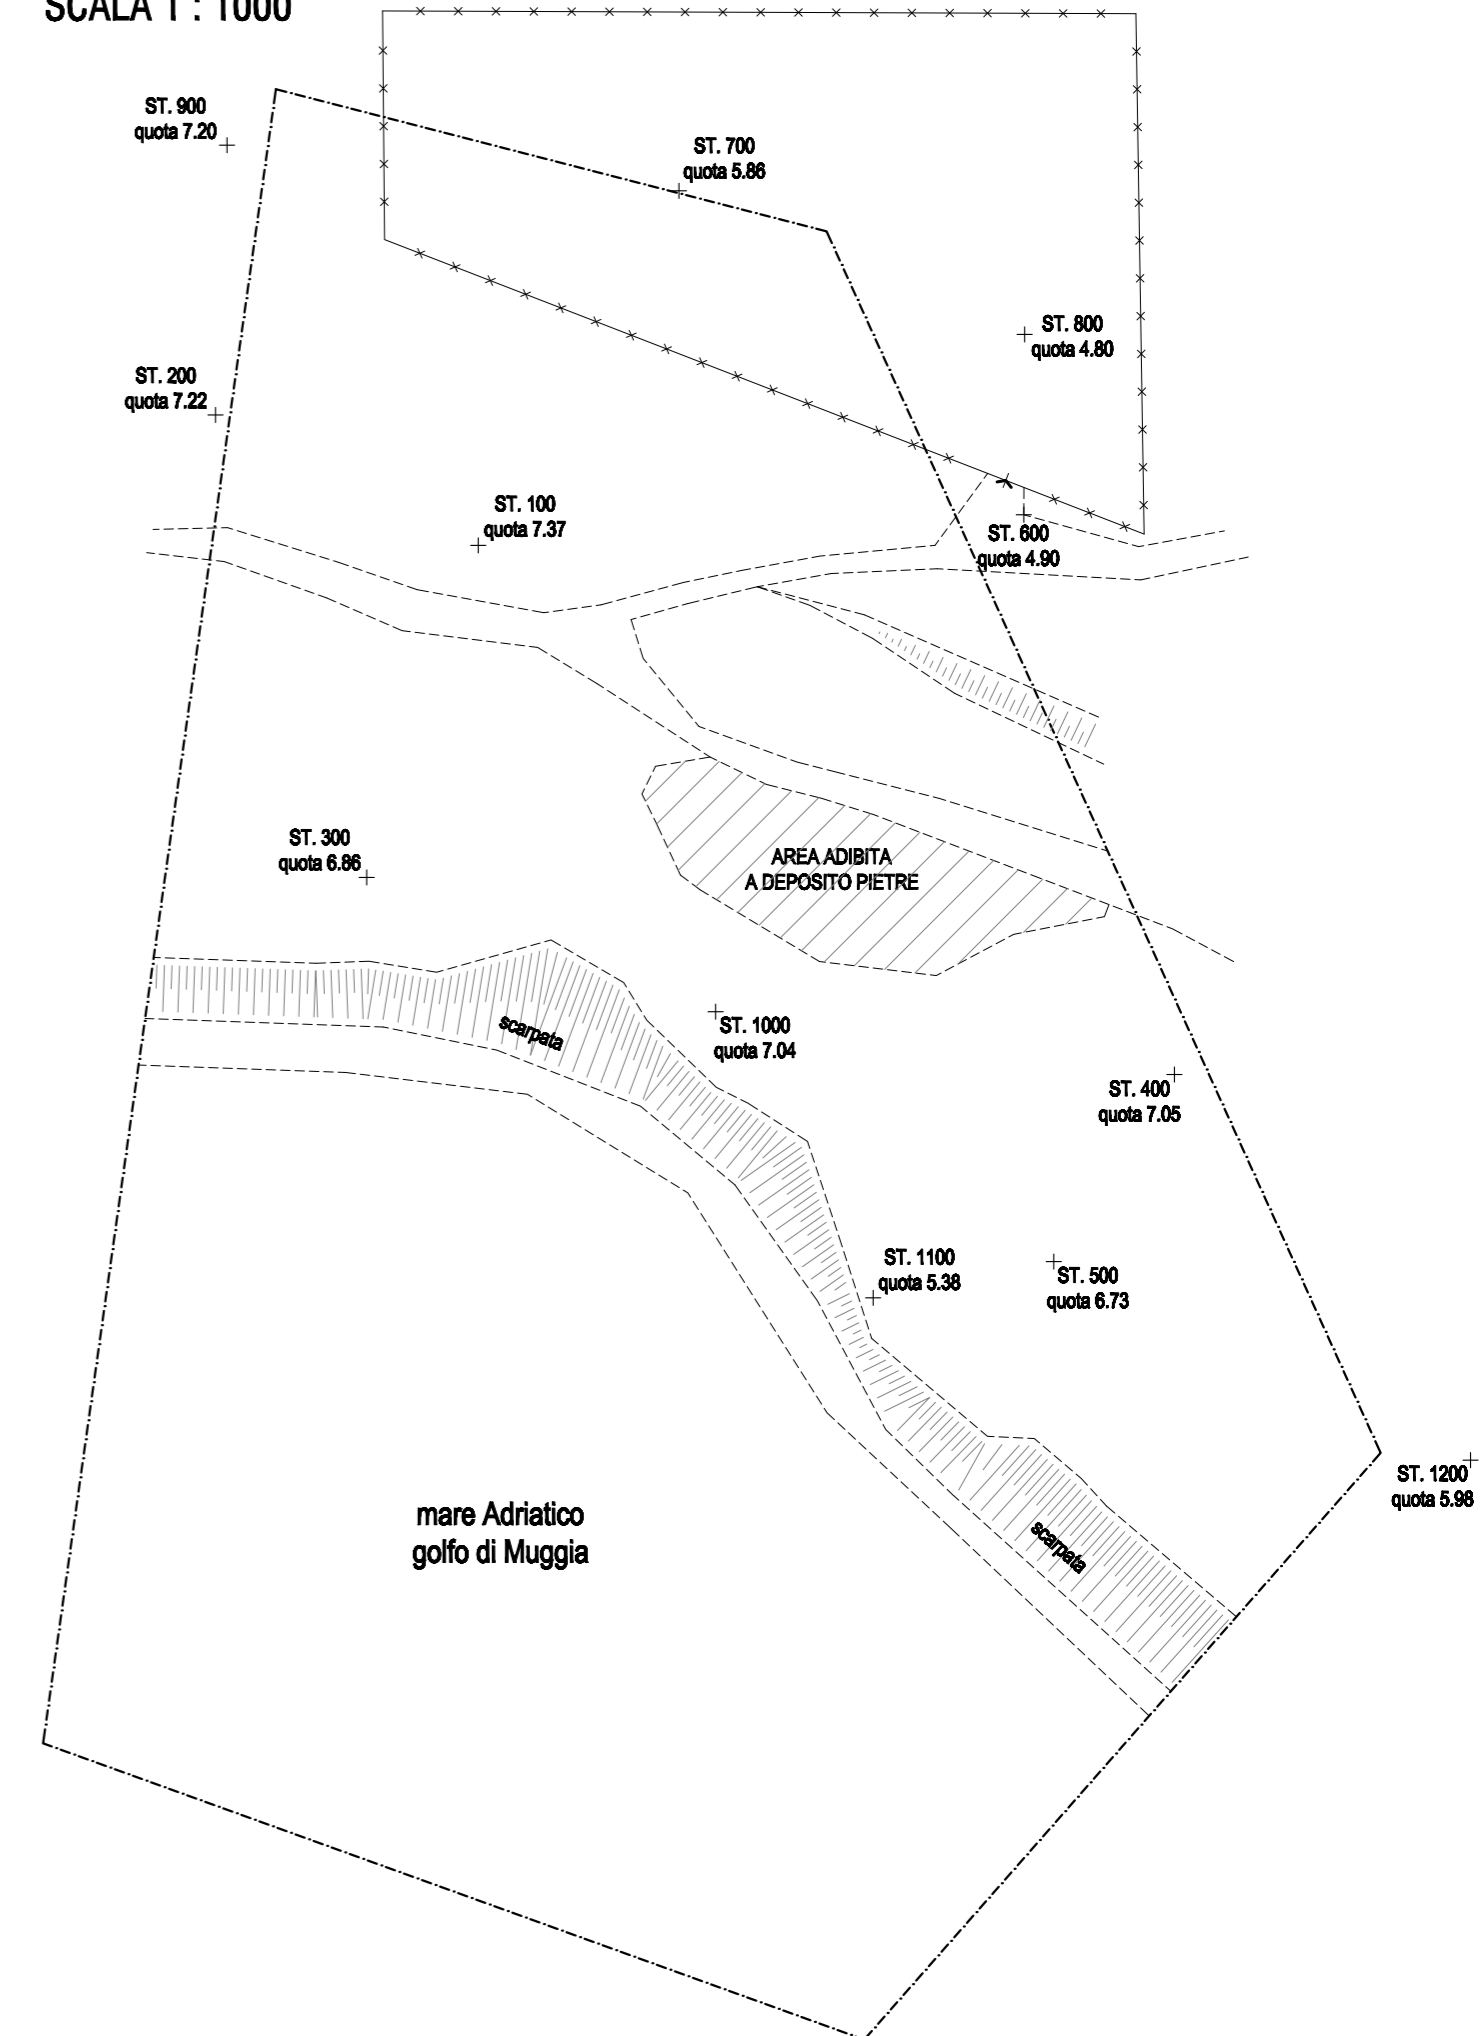 SCALA 1 : 1000
ST. 900
quota 7.20
ST. 700
quota 5.86
ST. 800
quota 4.80
ST. 200
quota 7.22
ST. 100
quota 7.37
ST. 600
quota 4.90
ST. 300
quota 6.86
AREA ADIBITA
A DEPOSITO PIETRE
scarpata
ST. 1000
quota 7.04
ST. 400
quota 7.05
ST. 1100
quota 5.38
ST. 500
quota 6.73
ST. 1200
quota 5.98
mare Adriatico
golfo di Muggia
scarpata